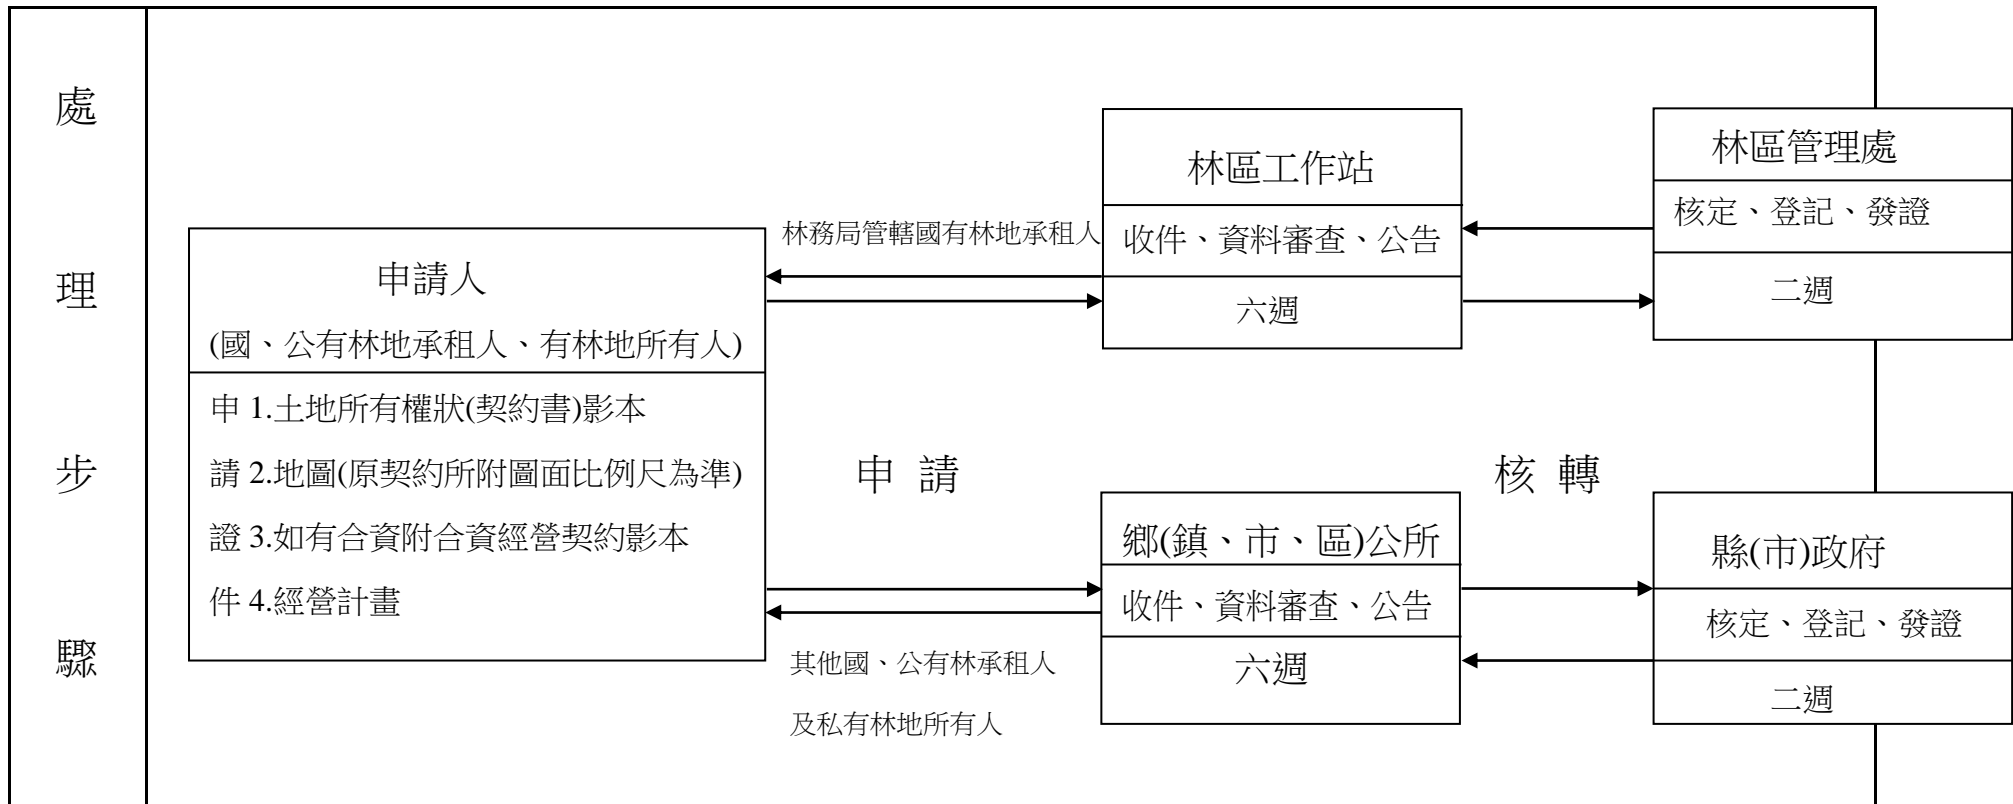 處
理
步
驟
申請人
(國、公有林地承租人、有林地所有人)
申 1.土地所有權狀(契約書)影本
請 2.地圖(原契約所附圖面比例尺為準)
證 3.如有合資附合資經營契約影本
件 4.經營計畫
林務局管轄國有林地承租人
申 請
其他國、公有林承租人
及私有林地所有人
林區工作站
收件、資料審查、公告
六週
鄉(鎮、市、區)公所
收件、資料審查、公告
六週
核 轉
林區管理處
核定、登記、發證
二週
縣(市)政府
核定、登記、發證
二週